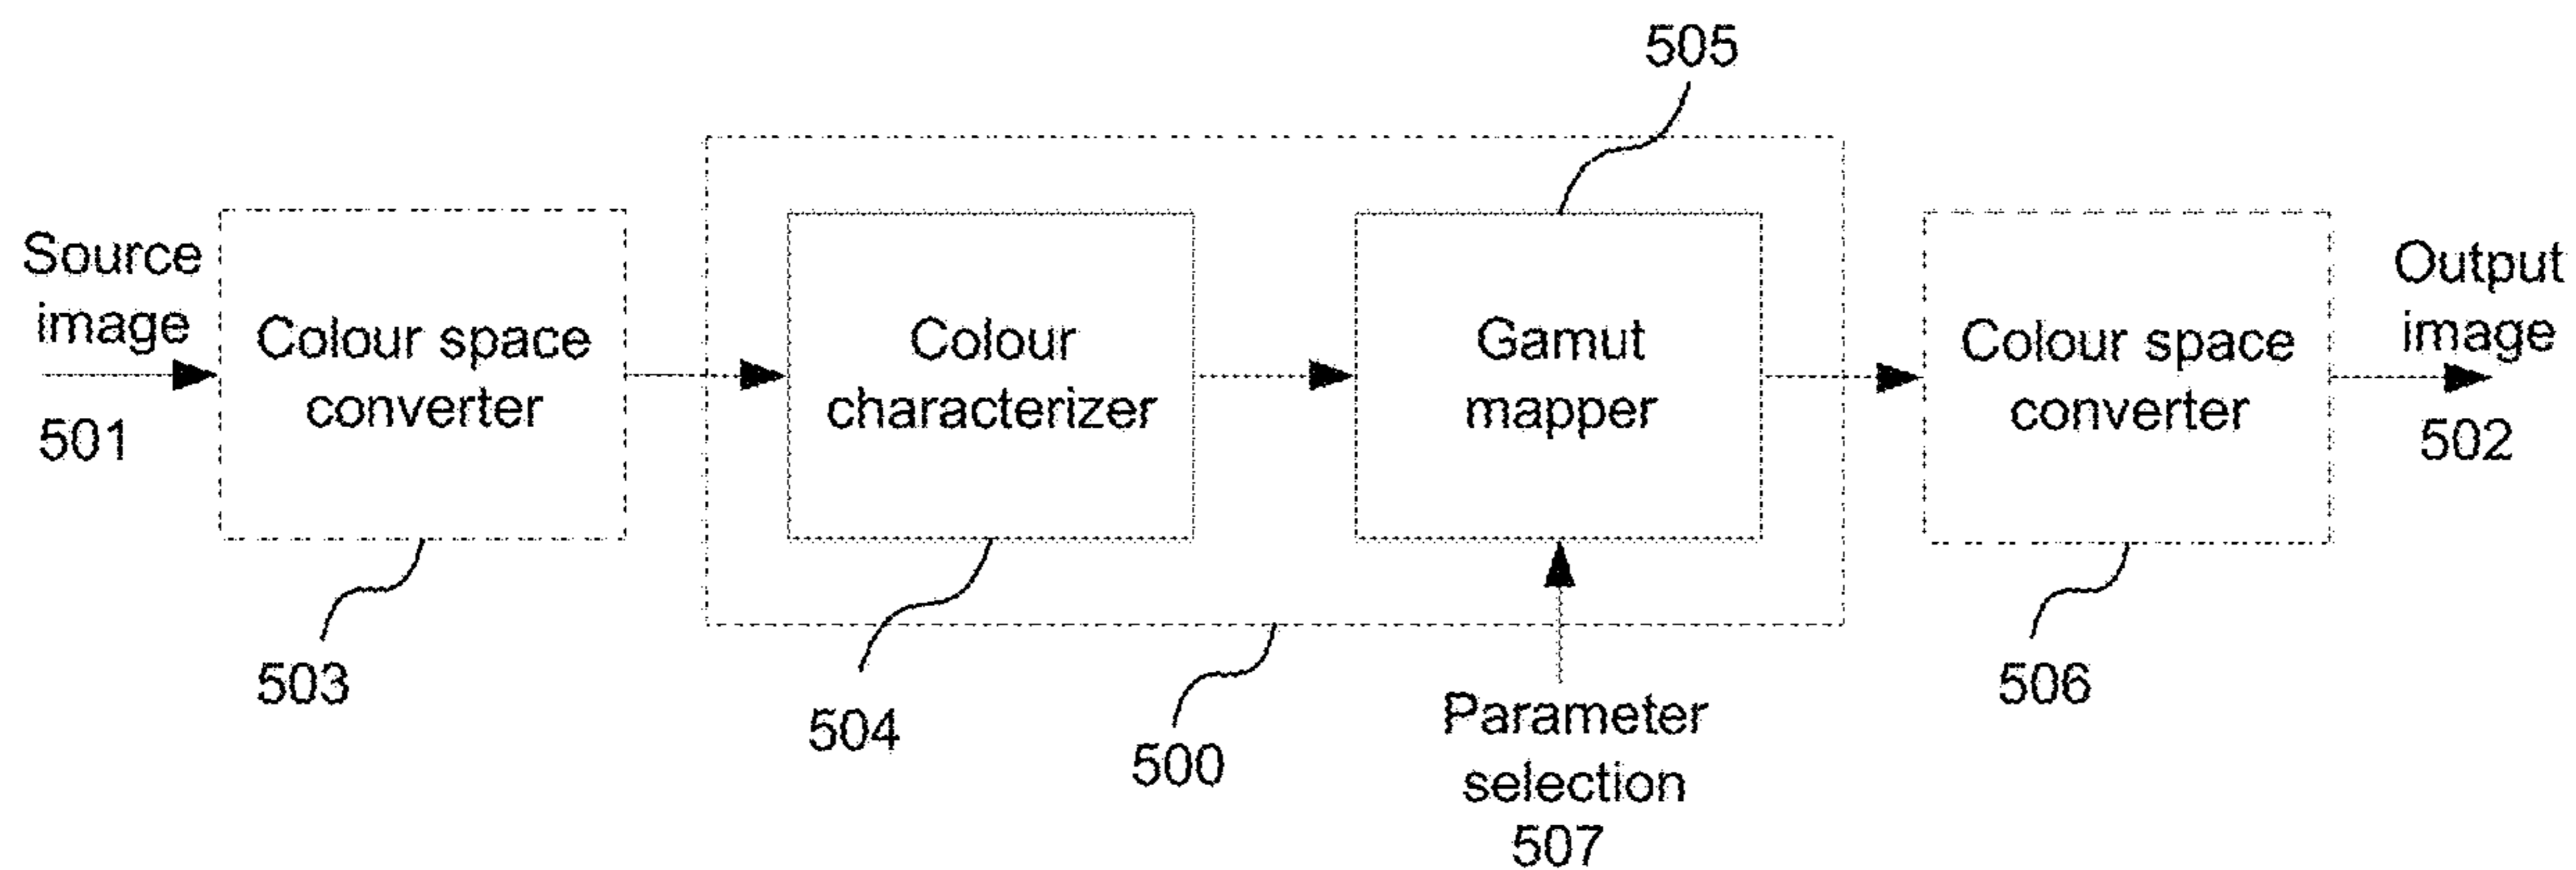 505
Source
image
501
Colour space
converter
503
Colour
characterizer
504
500
Gamut
mapper
Parameter
selection
507
Colour space
converter
506
Output
image
502